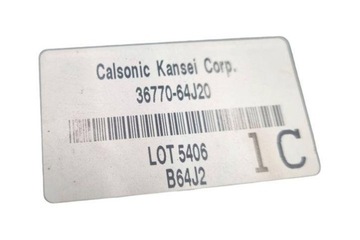 Calsonic Kansei Corp.
36770-64J20
LOT 5406
B64J2
1C